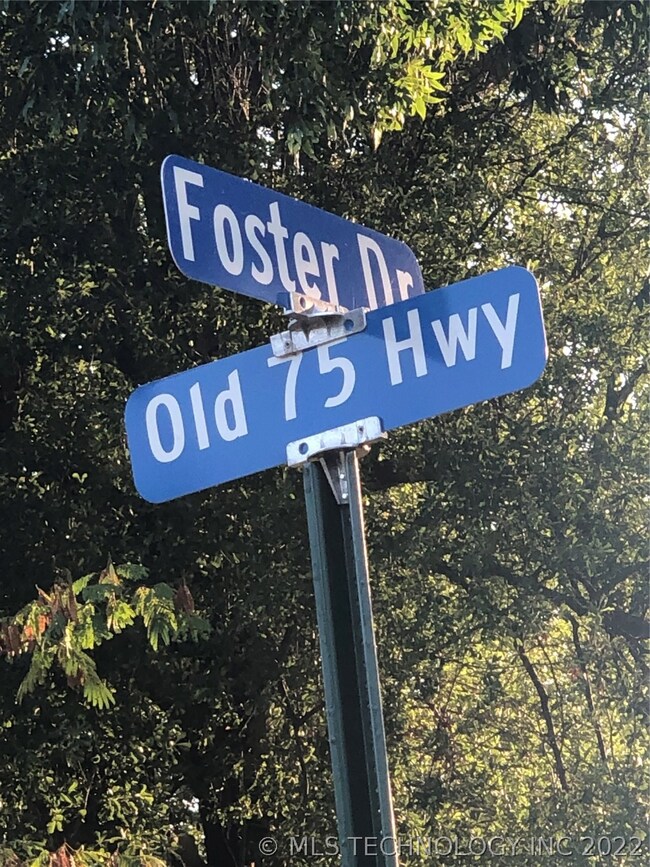 Foster Dr
Old 75 Hwy
© MLS TECHNOLOGY INC 2022